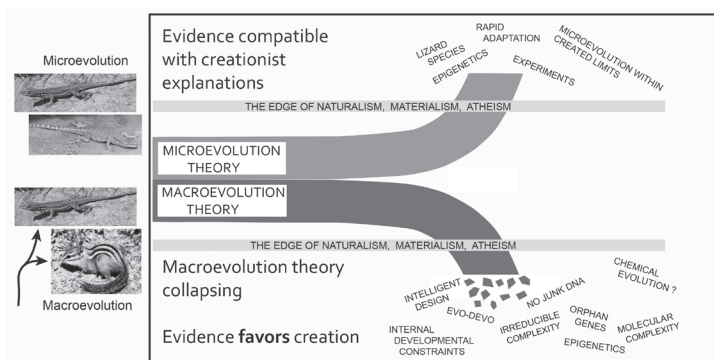 Microevolution
Macroevolution
Evidence compatible
with creationist
explanations
LIZARD
SPECIES
EPIGENETICS
RAPID
ADAPTATION
EXPERIMENTS
MICROEVOLUTION WITHIN
CREATED LIMITS
THE EDGE OF NATURALISM, MATERIALISM, ATHEISM
MICROEVOLUTION
THEORY
MACROEVOLUTION
THEORY
THE EDGE OF NATURALISM, MATERIALISM, ATHEISM
Macroevolution theory
collapsing
Evidence favors creation
INTELLIGENT
DESIGN
EVO-DEVO
INTERNAL
DEVELOPMENTAL
CONSTRAINTS
NO JUNK DNA
IRREDUCIBLE
COMPLEXITY
ORPHAN
GENES
EPIGENETICS
CHEMICAL
EVOLUTION ?
MOLECULAR
COMPLEXITY